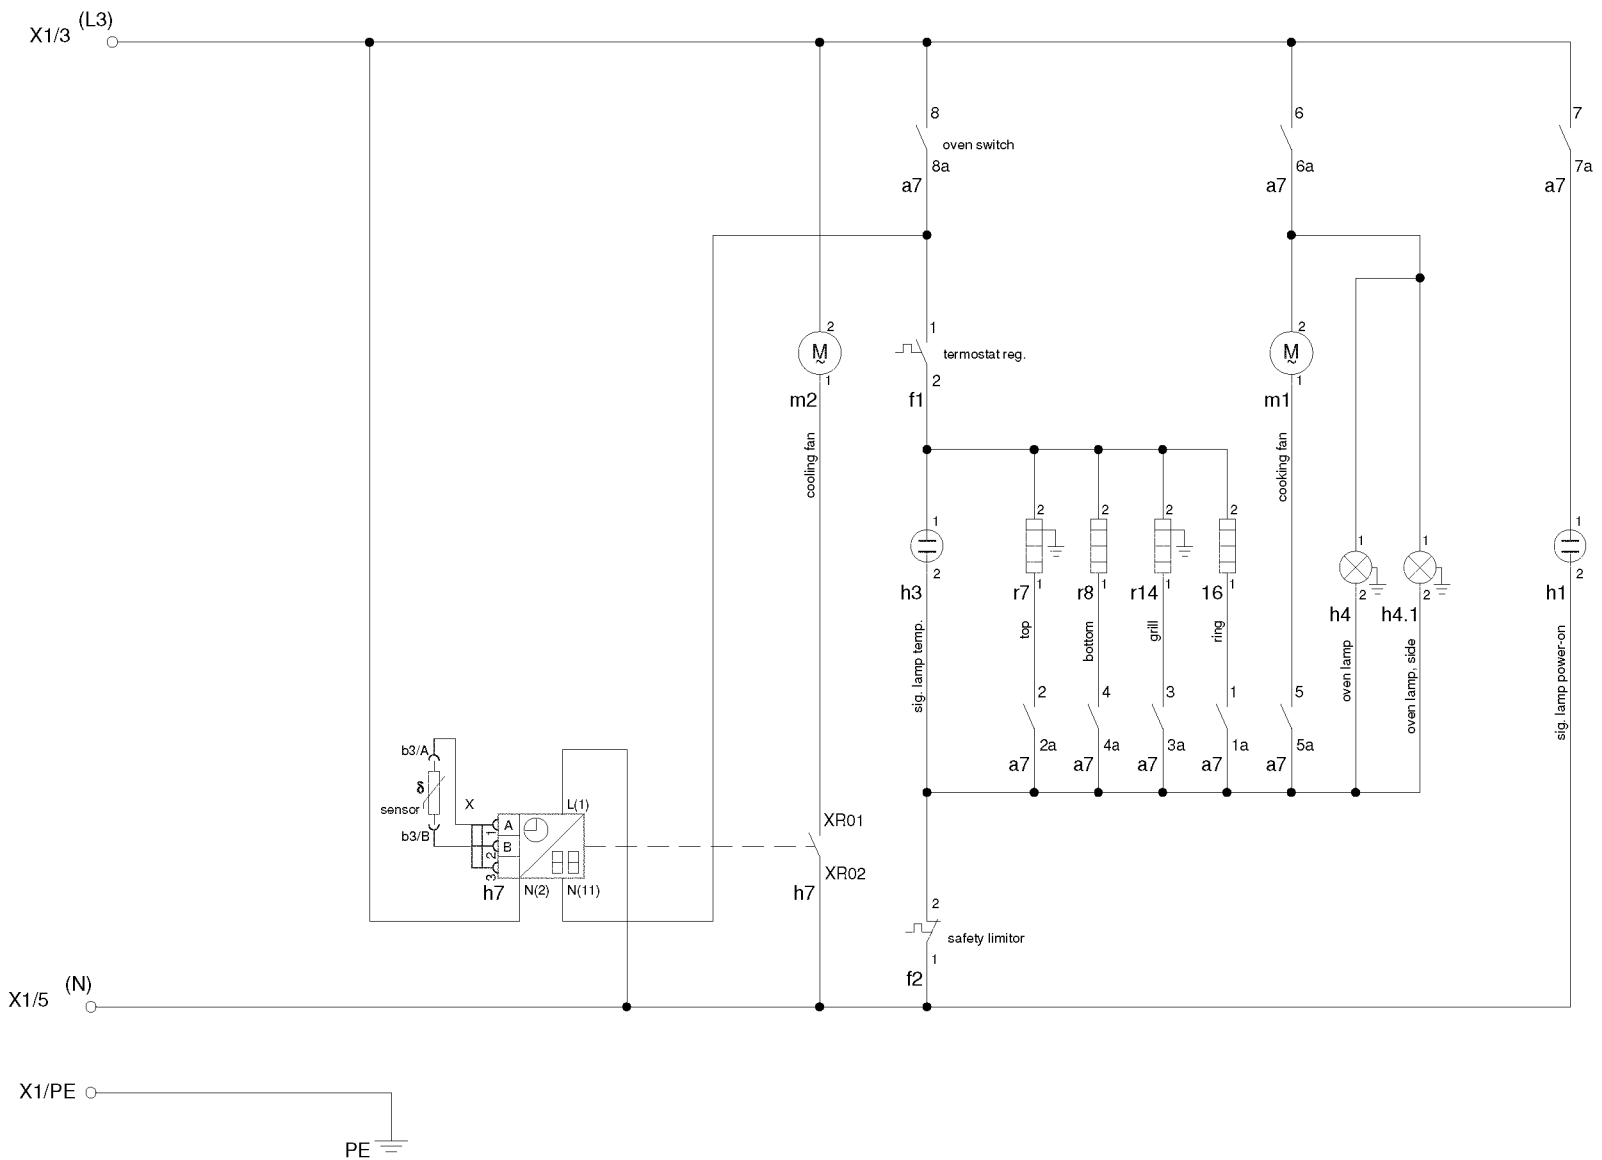 (L3)
X1/3
8
6
7
oven switch
8a
6a
7a
a7
a7
a7
2
1
2
M
~
termostat reg.
M
~
1
2
1
m2
f1
m1
cooling fan
cooking fan
1
2
2
2
2
1
1
1
2
1
1
1
1
2
2
2
h3
r7
r8
r14
16
h4
h4.1
h1
sig. lamp temp.
top
bottom
grill
ring
oven lamp
oven lamp, side
sig. lamp power-on
2
4
3
1
5
2a
4a
3a
1a
5a
a7
a7
a7
a7
a7
b3/A
δ
sensor
X
L(1)
b3/B
A
1
B
2
3
XR01
XR02
h7
N(2)
N(11)
h7
2
safety limitor
1
f2
(N)
X1/5
X1/PE
PE